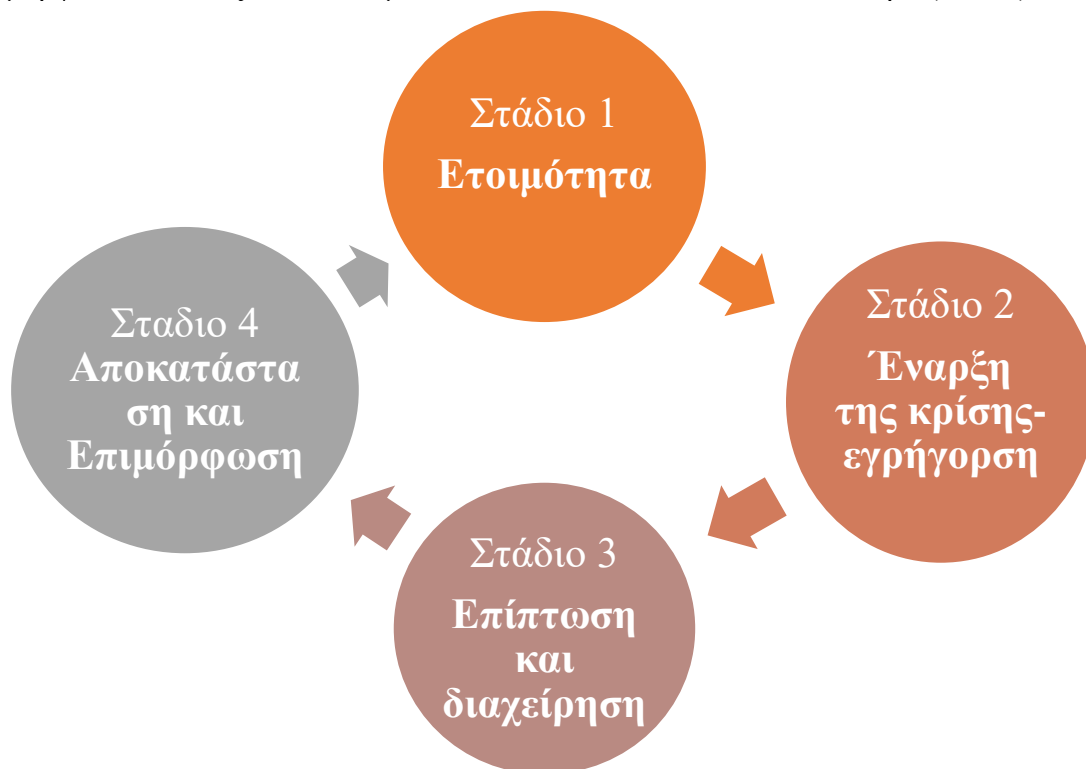 Στάδιο 1
Ετοιμότητα
Στάδιο 2
Έναρξη
της κρίσης-
εγρήγορση
Στάδιο 3
Επίπτωση
και
διαχείρηση
Σταδιο 4
Αποκατάστα
ση και
Επιμόρφωση